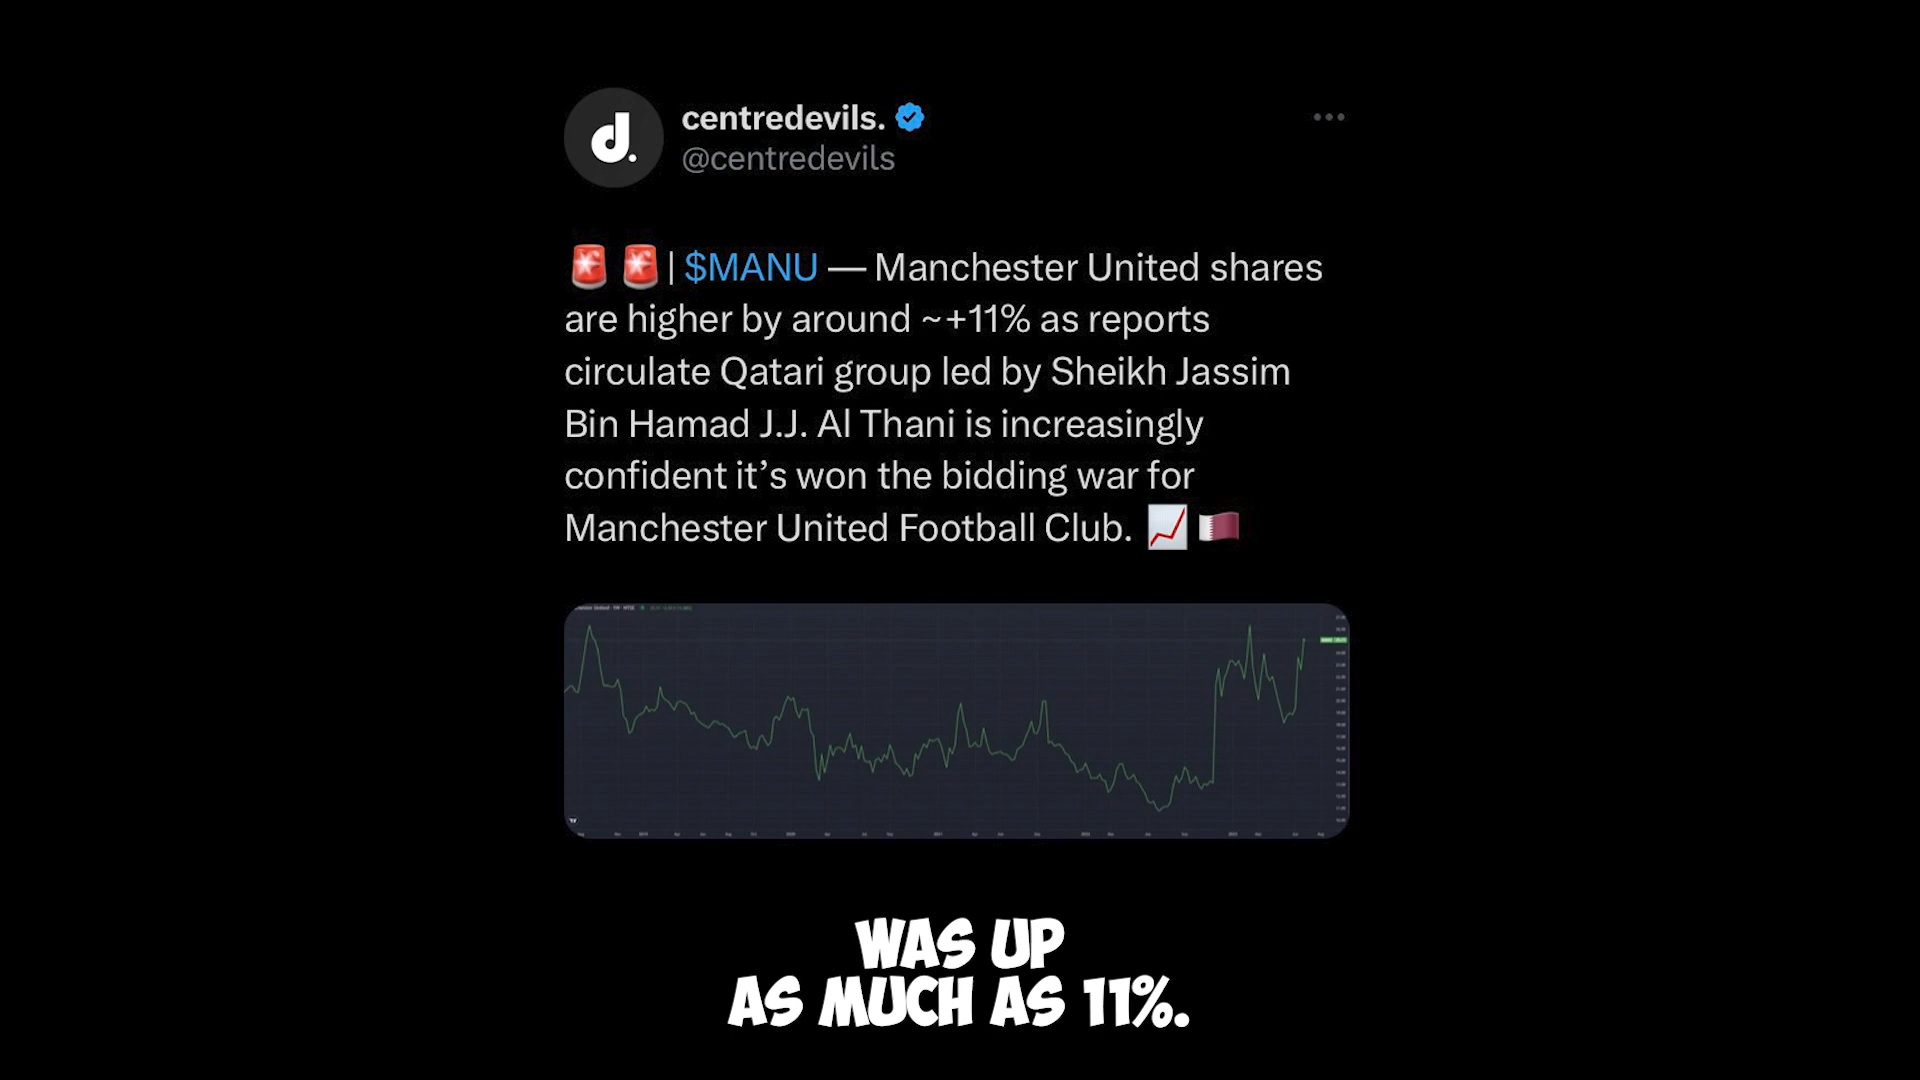 d.
centredevils.
@centredevils
🚨🚨| $MANU — Manchester United shares
are higher by around ~+11% as reports
circulate Qatari group led by Sheikh Jassim
Bin Hamad J.J. Al Thani is increasingly
confident it’s won the bidding war for
Manchester United Football Club. 📈🇶🇦
WAS UP
AS MUCH AS 11%.